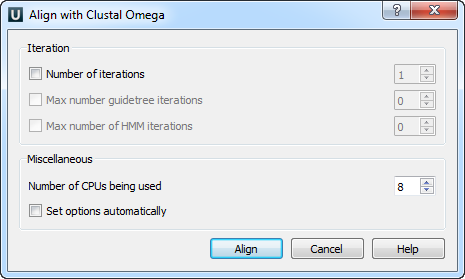 U Align with Clustal Omega ?
Iteration
Number of iterations 1
Max number guidetree iterations 0
Max number of HMM iterations 0
Miscellaneous
Number of CPUs being used 8
Set options automatically
Align Cancel Help